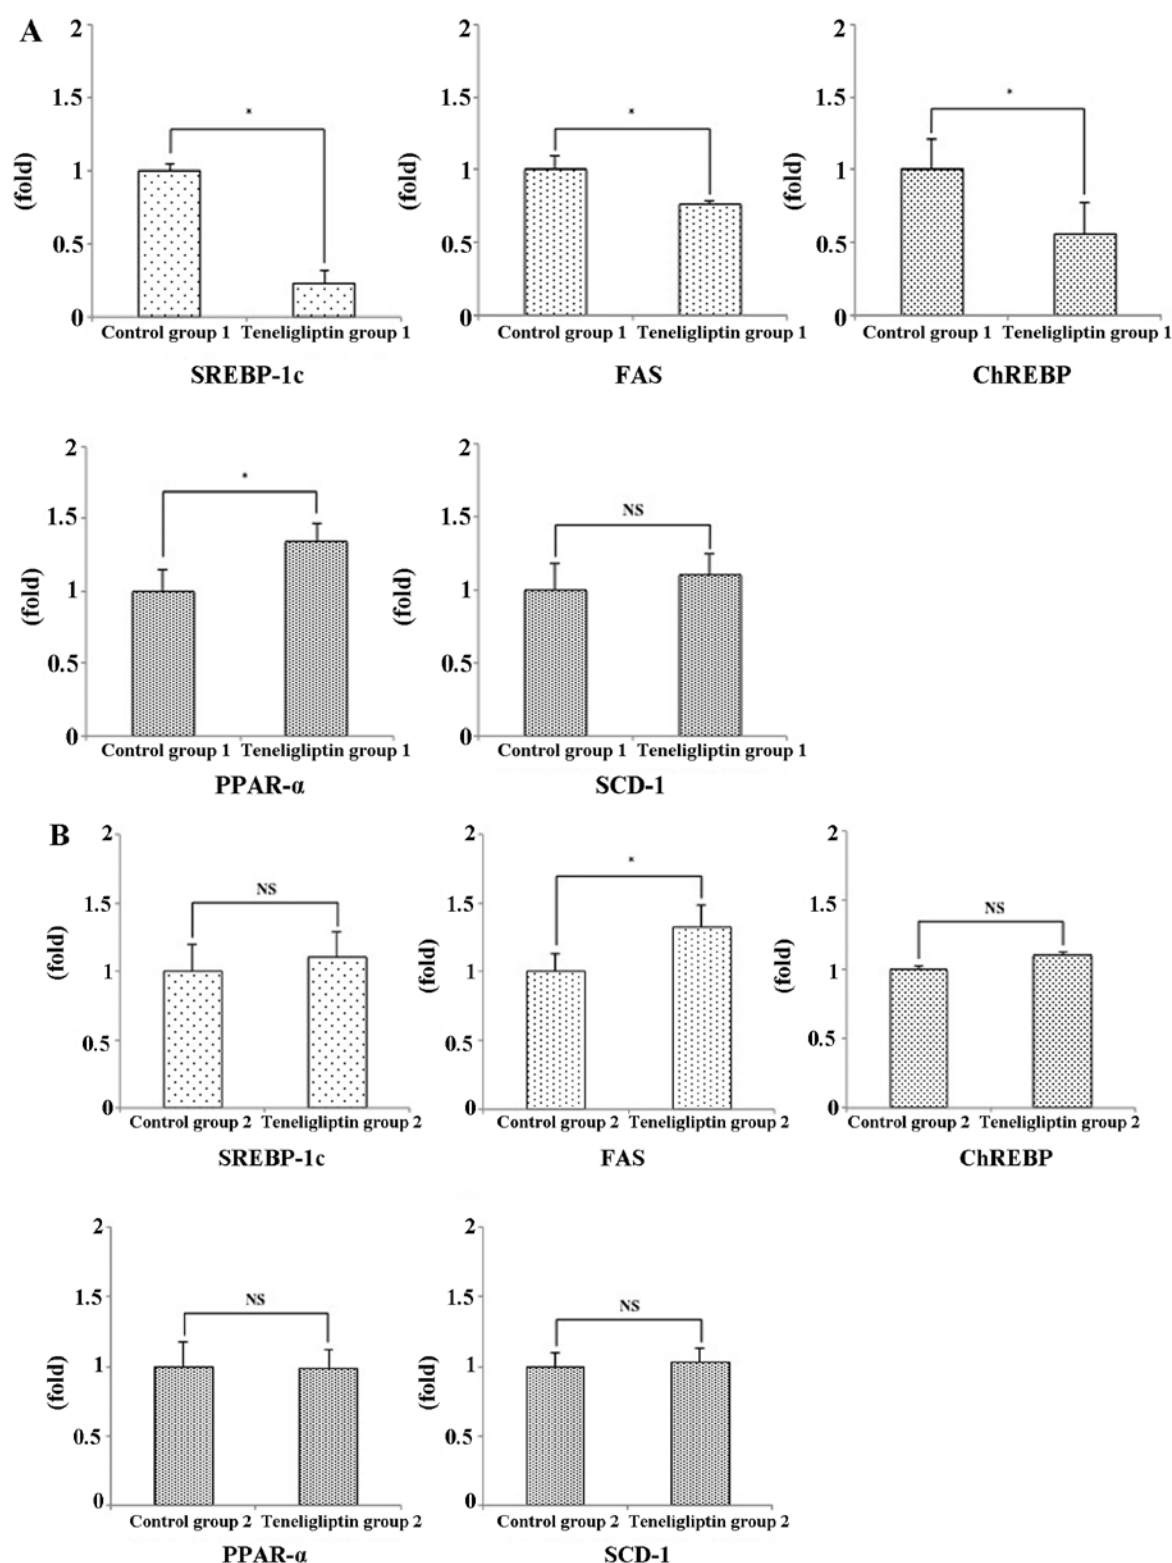 A
2
1.5
1
0.5
0
(fold)
*
Control group 1 Teneligliptin group 1
SREBP-1c
2
1.5
1
0.5
0
(fold)
*
Control group 1 Teneligliptin group 1
FAS
2
1.5
1
0.5
0
(fold)
*
Control group 1 Teneligliptin group 1
ChREBP
2
1.5
1
0.5
0
(fold)
*
Control group 1 Teneligliptin group 1
PPAR-α
2
1.5
1
0.5
0
(fold)
NS
Control group 1 Teneligliptin group 1
SCD-1
B
2
1.5
1
0.5
0
(fold)
NS
Control group 2 Teneligliptin group 2
SREBP-1c
2
1.5
1
0.5
0
(fold)
*
Control group 2 Teneligliptin group 2
FAS
2
1.5
1
0.5
0
(fold)
NS
Control group 2 Teneligliptin group 2
ChREBP
2
1.5
1
0.5
0
(fold)
NS
Control group 2 Teneligliptin group 2
PPAR-α
2
1.5
1
0.5
0
(fold)
NS
Control group 2 Teneligliptin group 2
SCD-1